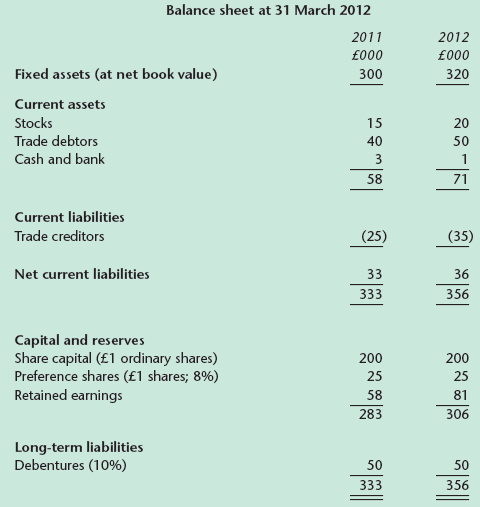 Balance sheet at 31 March 2012
2011 2012
£000 £000
Fixed assets (at net book value) 300 320
Current assets
Stocks 15 20
Trade debtors 40 50
Cash and bank 3 1
58 71
Current liabilities
Trade creditors (25) (35)
Net current liabilities 33 36
333 356
Capital and reserves
Share capital (£1 ordinary shares) 200 200
Preference shares (£1 shares; 8%) 25 25
Retained earnings 58 81
283 306
Long-term liabilities
Debentures (10%) 50 50
333 356